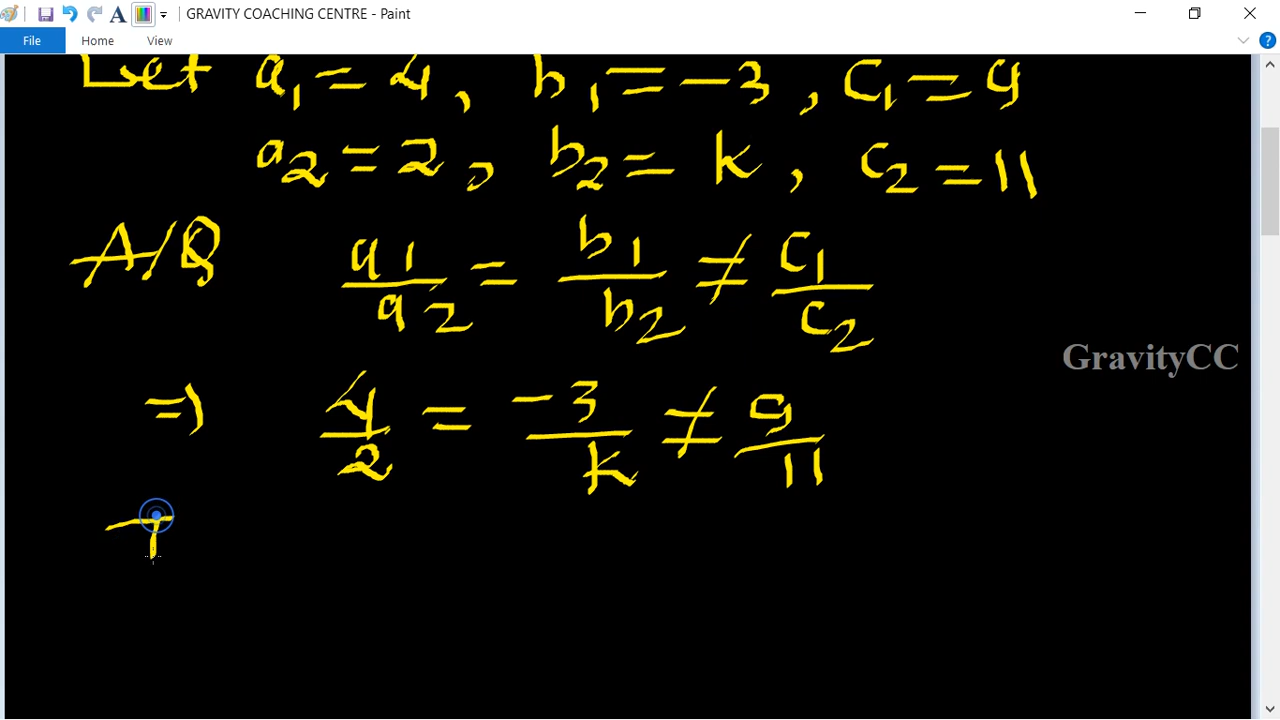 GRAVITY COACHING CENTRE - Paint
File Home View
Let a₁ = 4, b₁ = -3, c₁ = 9
a₂ = 2, b₂ = k, c₂ = 11
A/Q a₁/a₂ = b₁/b₂ ≠ c₁/c₂
GravityCC
⇒ 4/2 = -3/k ≠ 9/11
T